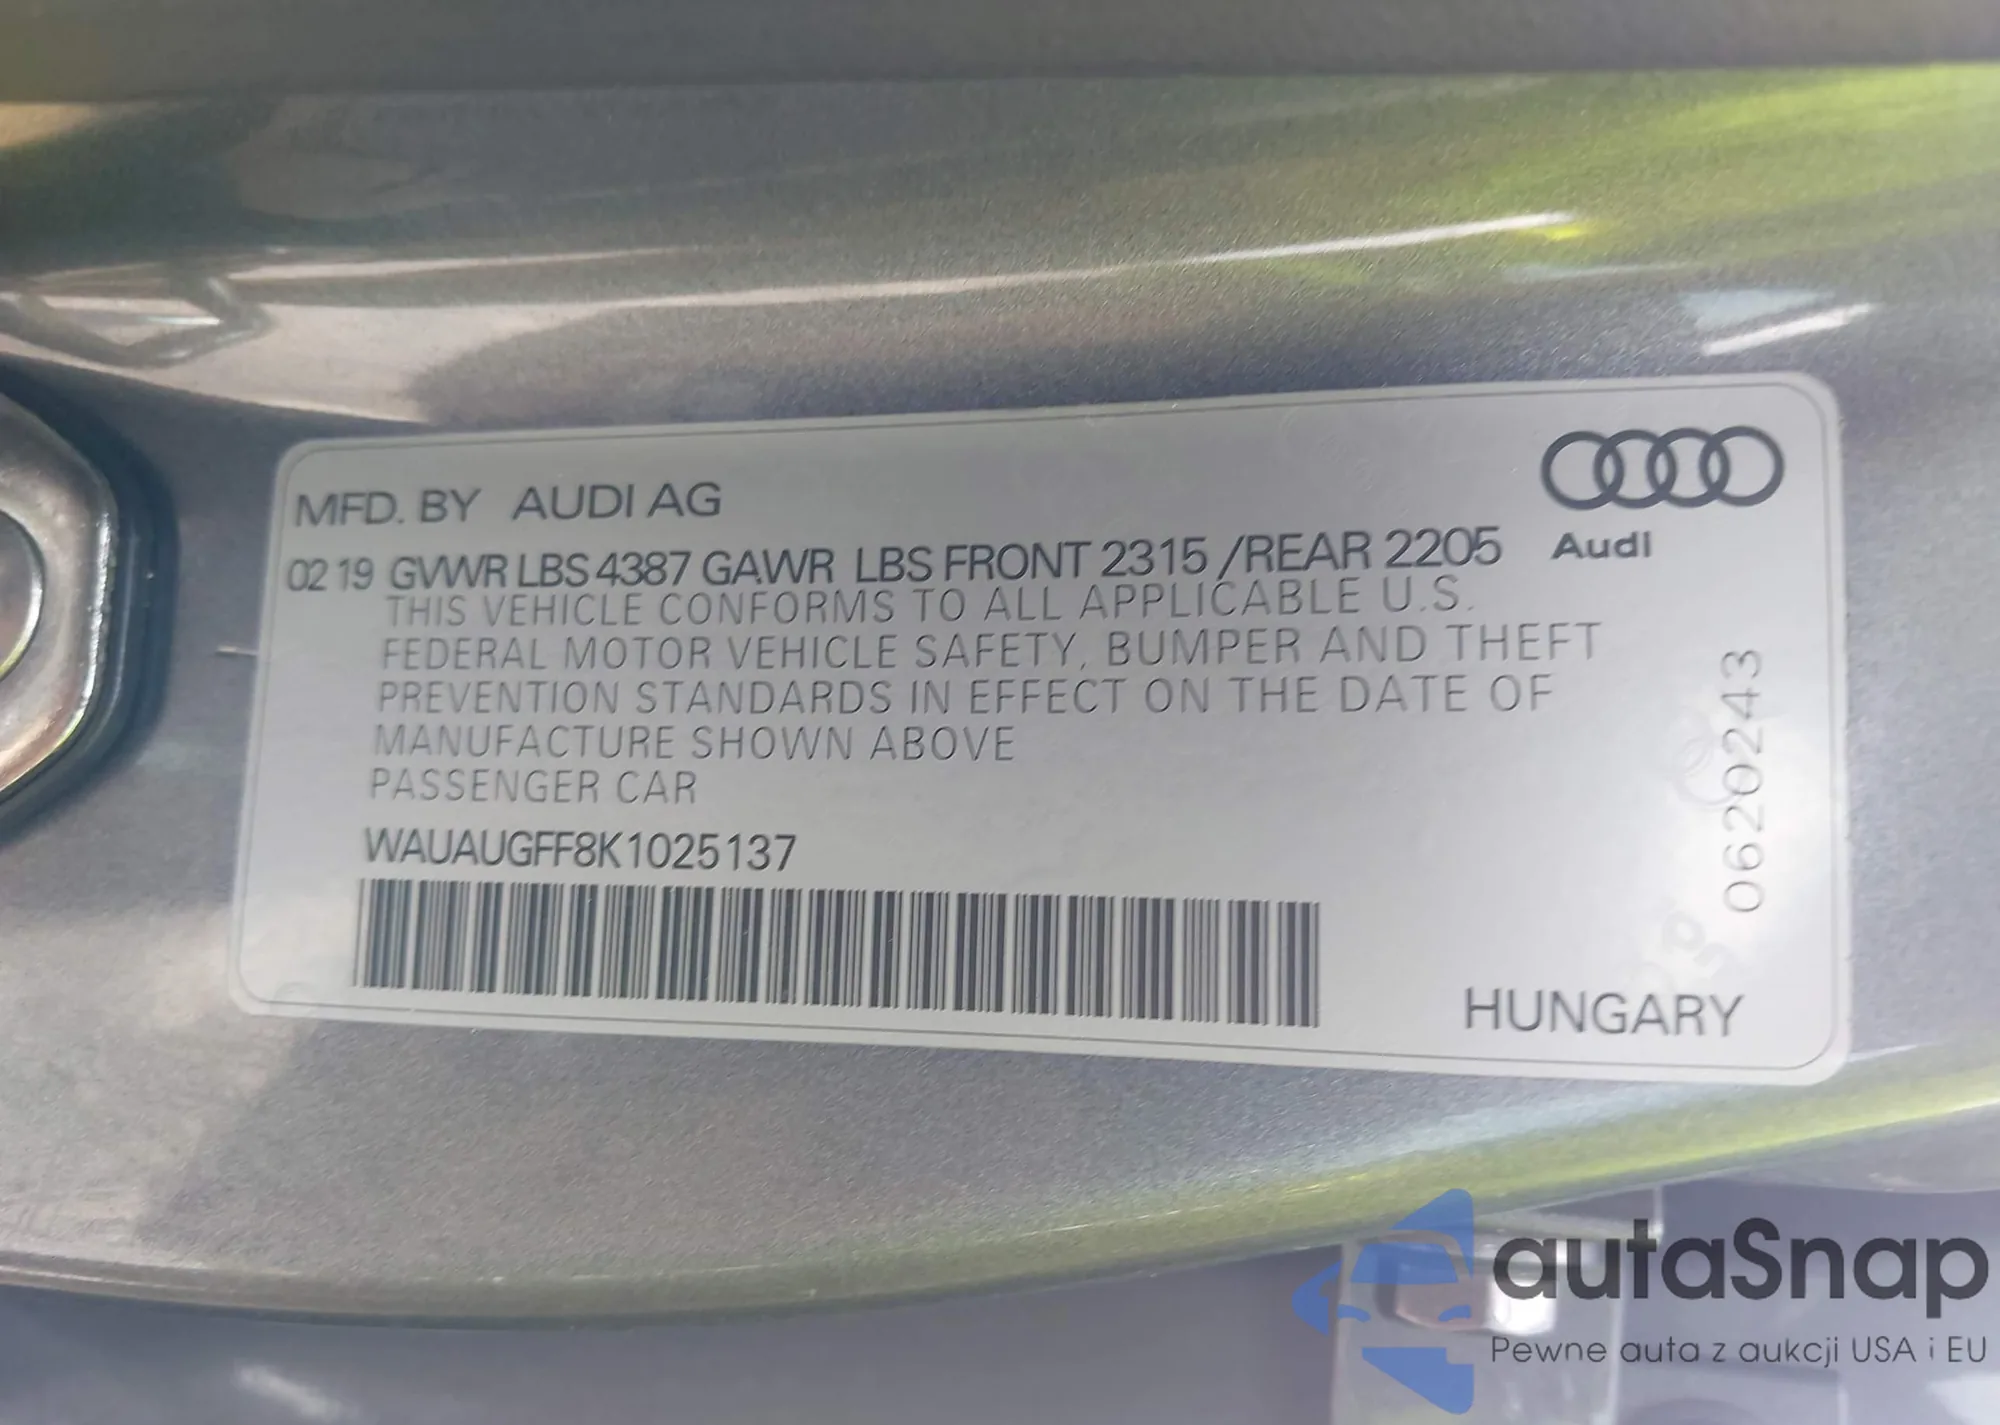 MFD. BY AUDI AG
Audi
02 19 GVWR LBS 4387 GAWR LBS FRONT 2315 /REAR 2205
THIS VEHICLE CONFORMS TO ALL APPLICABLE U.S.
FEDERAL MOTOR VEHICLE SAFETY, BUMPER AND THEFT
PREVENTION STANDARDS IN EFFECT ON THE DATE OF
MANUFACTURE SHOWN ABOVE
PASSENGER CAR
WAUAUGFF8K1025137
0620243
HUNGARY
autaSnap
Pewne auta z aukcji USA i EU